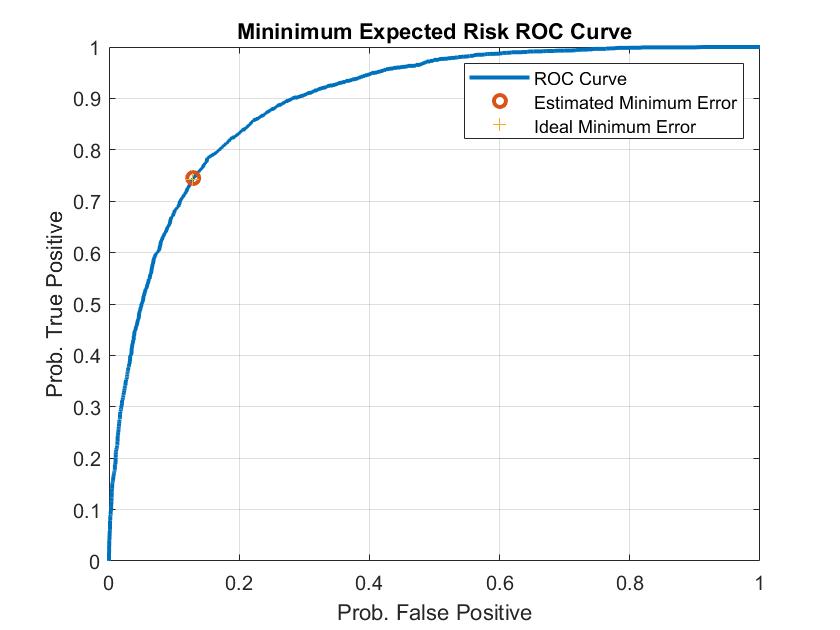 Mininimum Expected Risk ROC Curve
1
0.9
0.8
0.7
0.6
0.5
0.4
0.3
0.2
0.1
0
Prob. True Positive
ROC Curve
Estimated Minimum Error
Ideal Minimum Error
0 0.2 0.4 0.6 0.8 1
Prob. False Positive